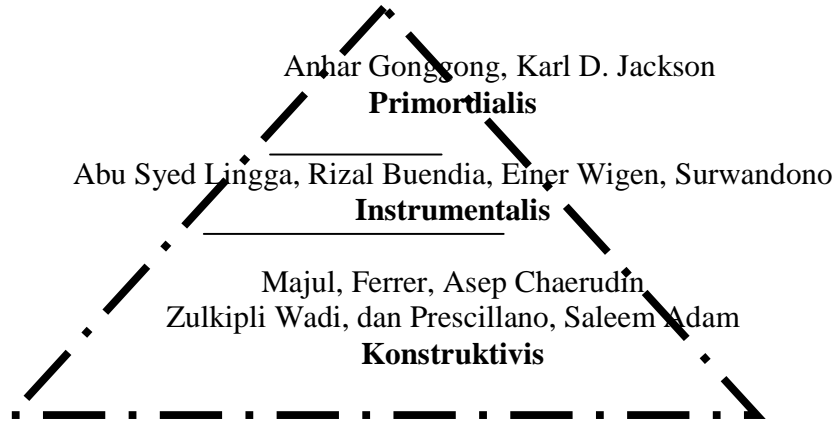 Anhar Gonggong, Karl D. Jackson
Primordialis
Abu Syed Lingga, Rizal Buendia, Einer Wigen, Surwandono
Instrumentalis
Majul, Ferrer, Asep Chaerudin,
Zulkipli Wadi, dan Prescillano, Saleem Adam
Konstruktivis